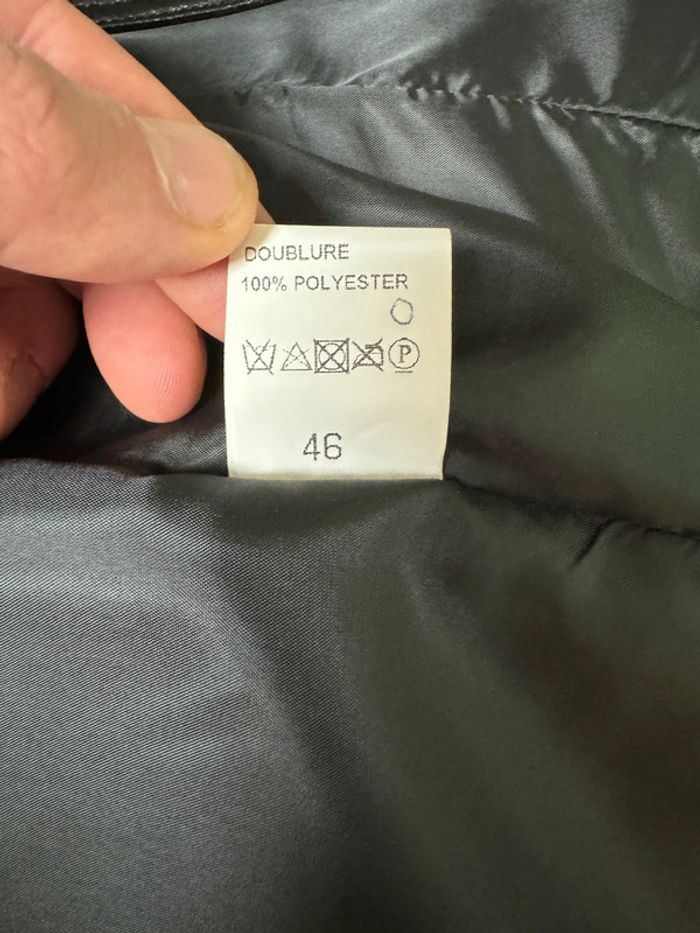 DOUBLURE
100% POLYESTER
P
46